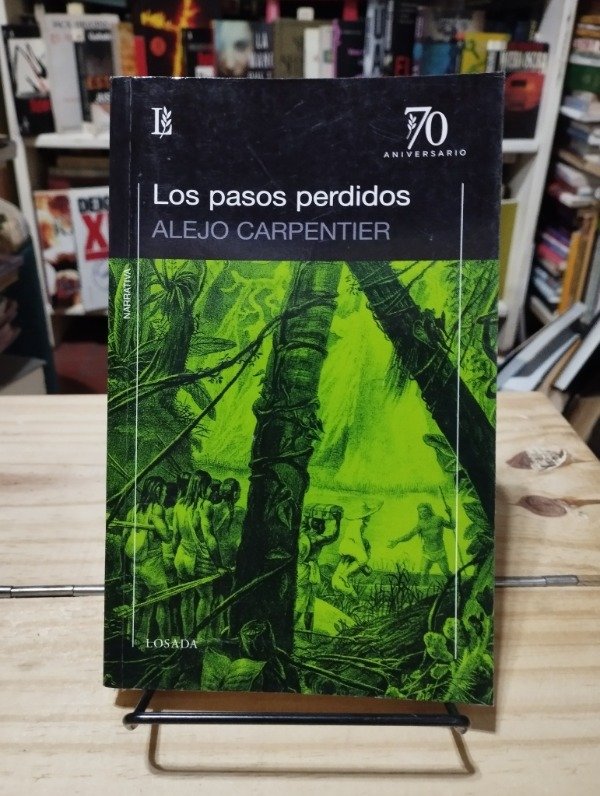 L
70
ANIVERSARIO
Los pasos perdidos
ALEJO CARPENTIER
NARRATIVA
LOSADA